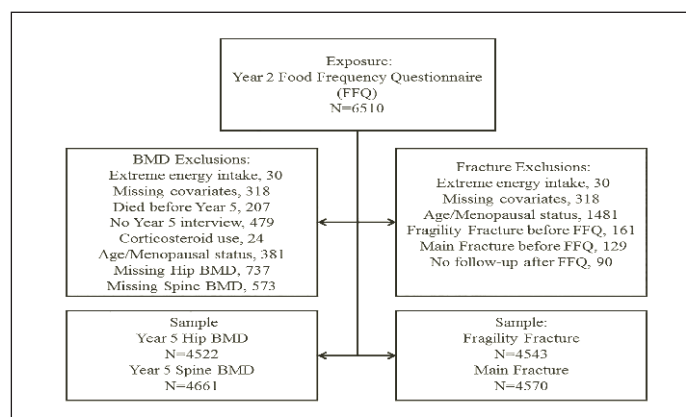 Exposure:
Year 2 Food Frequency Questionnaire
(FFQ)
N=6510
BMD Exclusions:
Extreme energy intake, 30
Missing covariates, 318
Died before Year 5, 207
No Year 5 interview, 479
Corticosteroid use, 24
Age/Menopausal status, 381
Missing Hip BMD, 737
Missing Spine BMD, 573
Fracture Exclusions:
Extreme energy intake, 30
Missing covariates, 318
Age/Menopausal status, 1481
Fragility Fracture before FFQ, 161
Main Fracture before FFQ, 129
No follow-up after FFQ, 90
Sample
Year 5 Hip BMD
N=4522
Year 5 Spine BMD
N=4661
Sample:
Fragility Fracture
N=4543
Main Fracture
N=4570